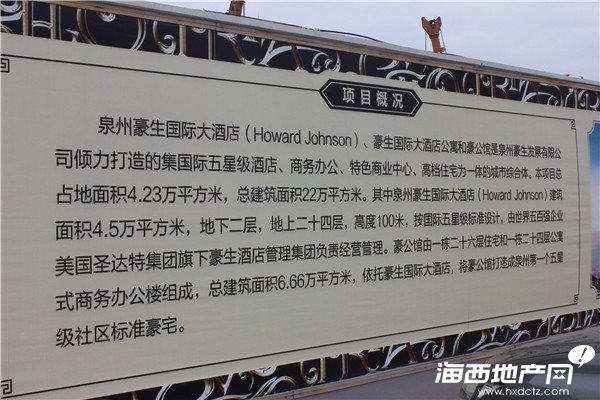 项目概况
泉州豪生国际大酒店（Howard Johnson）、豪生国际大酒店公寓和豪公馆是泉州豪生发展有限公
司倾力打造的集国际五星级酒店、商务办公、特色商业中心、高档住宅为一体的城市综合体。本项目总
占地面积4.23万平方米，总建筑面积22万平方米。其中泉州豪生国际大酒店（Howard Johnson）建筑
面积4.5万平方米，地下二层，地上二十四层，高度100米，按国际五星级标准设计，由世界五百强企业
美国圣达特集团旗下豪生酒店管理集团负责经营管理。豪公馆由一栋二十六层住宅和一栋二十四层公寓
式商务办公楼组成，总建筑面积6.66万平方米，依托豪生国际大酒店，将豪公馆打造成泉州第一个五星
级社区标准豪宅。
海西地产网!
www.hxdctz.com